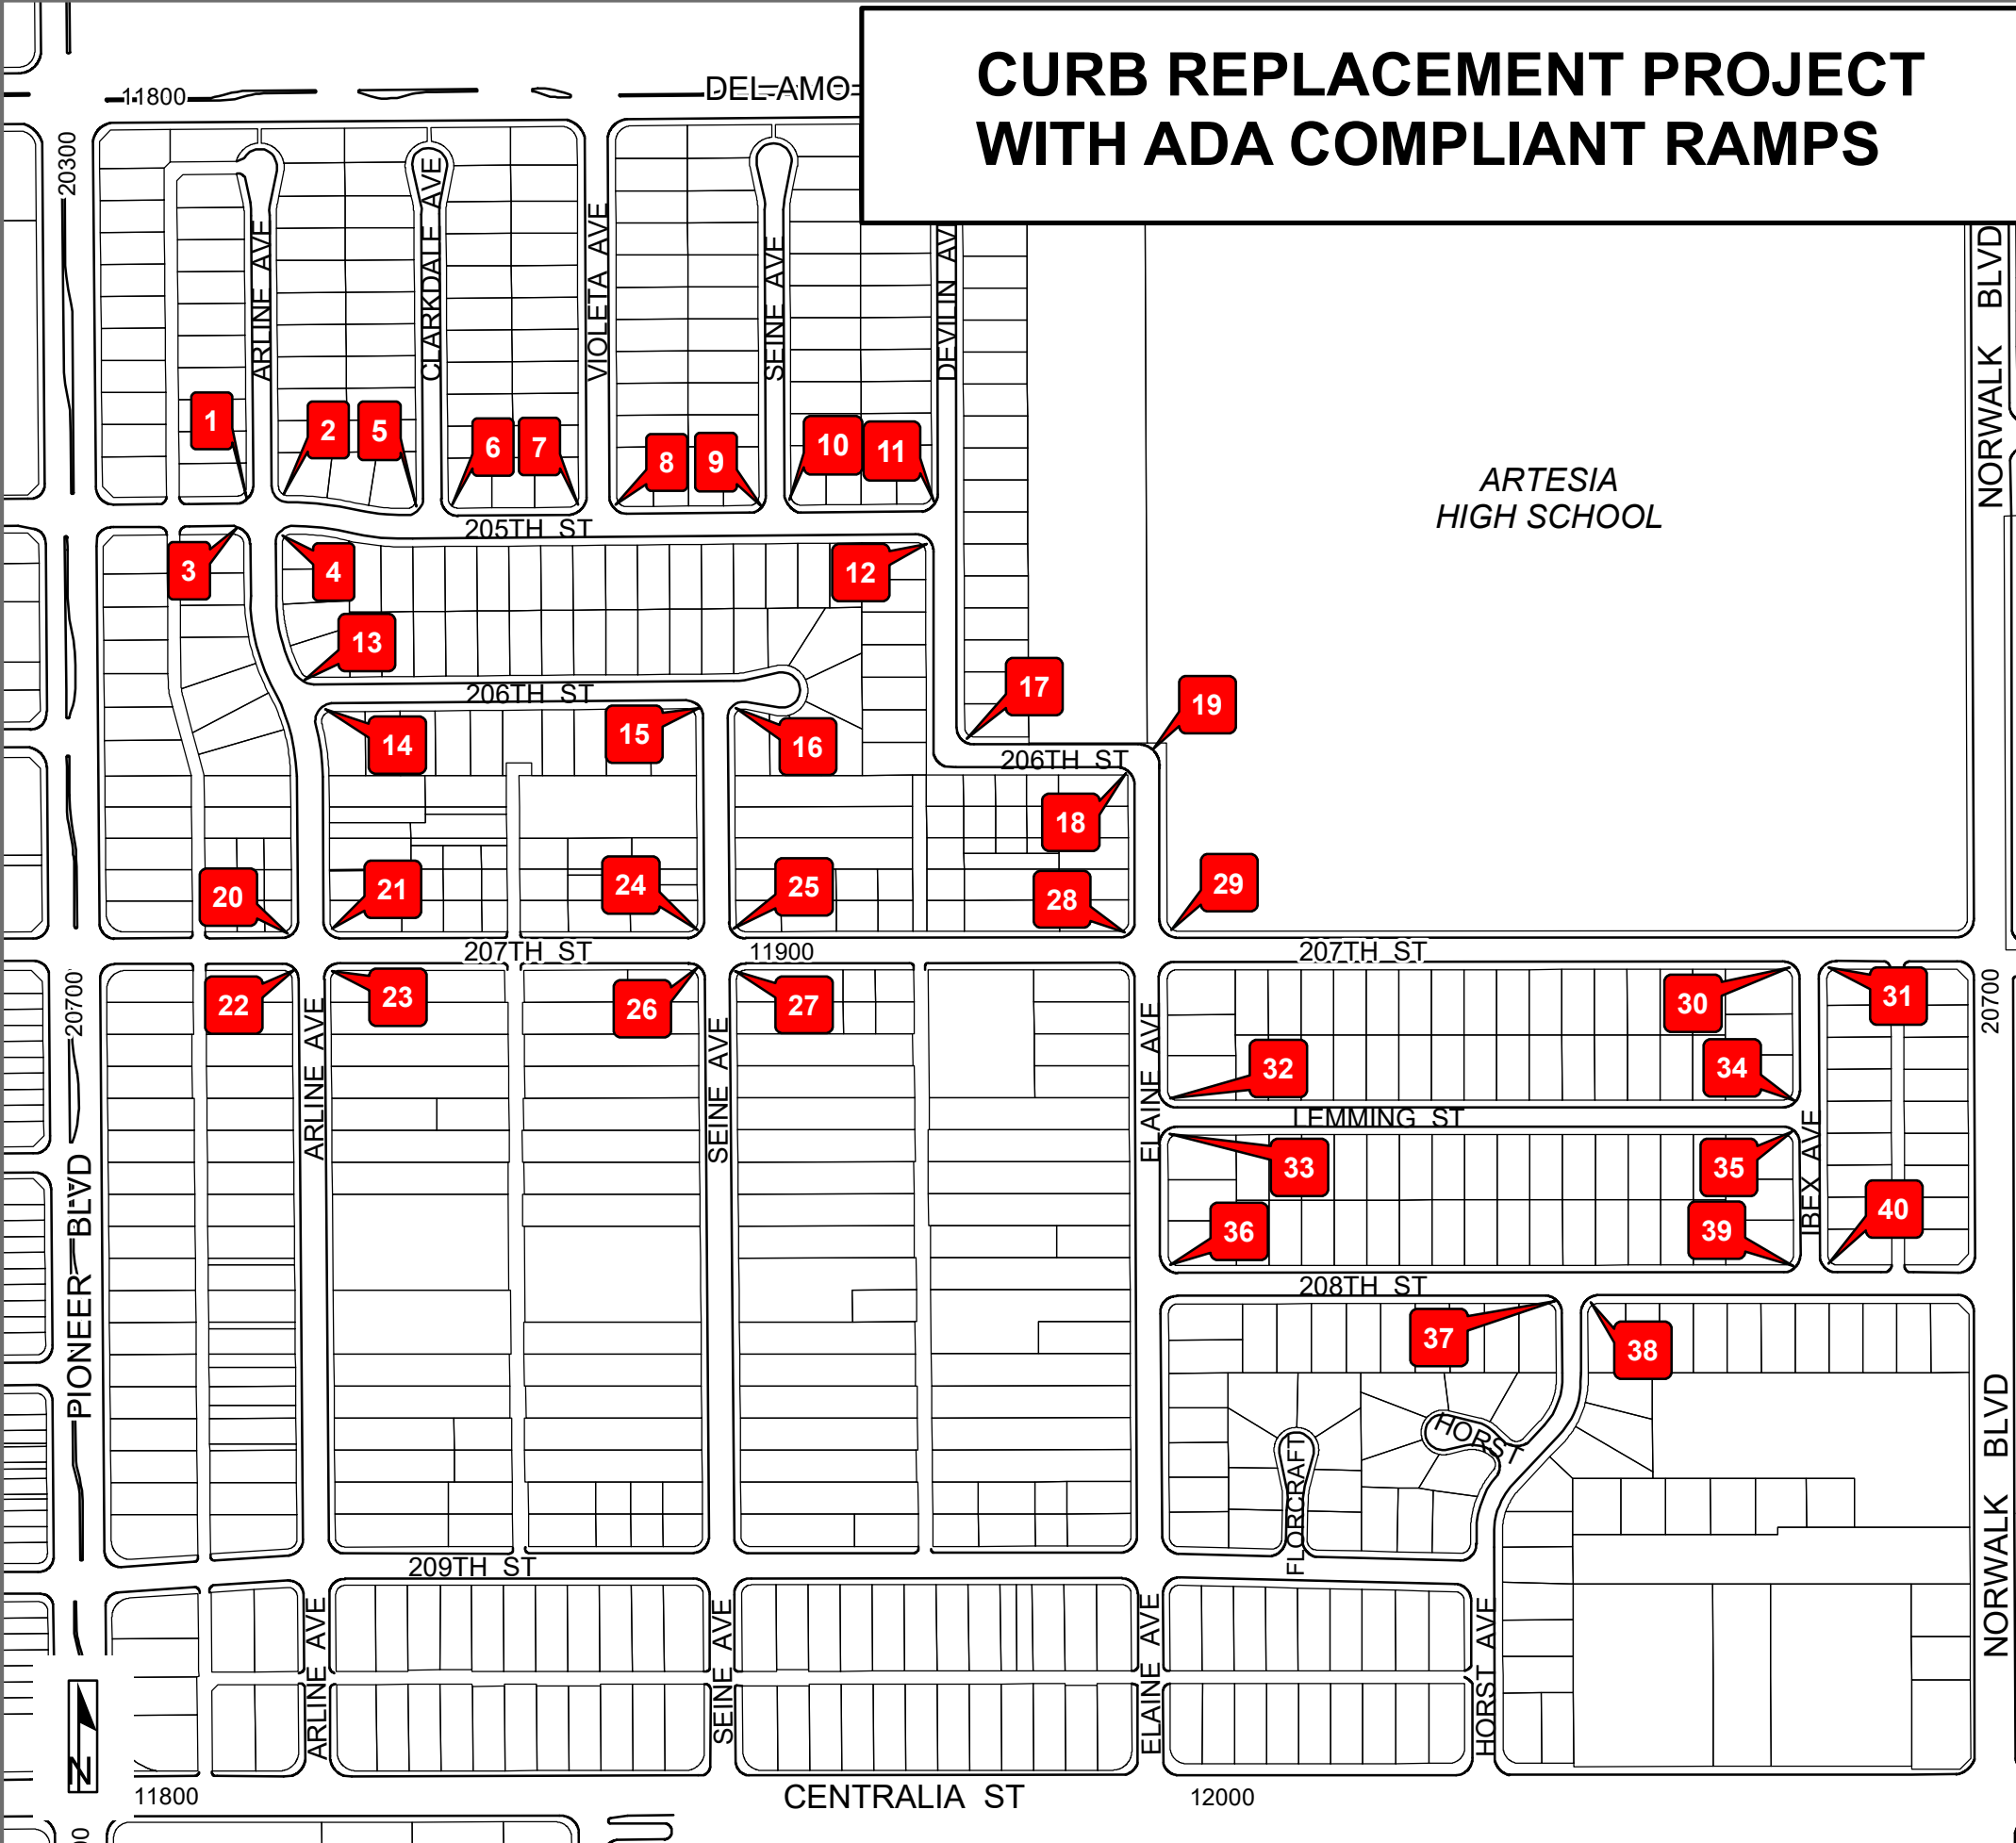 CURB REPLACEMENT PROJECT
WITH ADA COMPLIANT RAMPS
11800
DEL AMO
20300
ARLINE AVE
CLARKDALE AVE
VIOLETA AVE
SEINE AVE
DEVILIN AV
NORWALK BLVD
1
2
5
6
7
8
9
10
11
ARTESIA
HIGH SCHOOL
205TH ST
3
4
12
13
206TH ST
17
19
14
15
16
206TH ST
18
20
21
24
25
28
29
207TH ST
11900
207TH ST
20700
22
23
26
27
30
31
20700
ARLINE AVE
SEINE AVE
ELAINE AVE
32
34
LEMMING ST
33
35
IBEX AVE
PIONEER BLVD
36
39
40
208TH ST
37
38
HORST
FLORCRAFT
NORWALK BLVD
209TH ST
ARLINE AVE
SEINE AVE
ELAINE AVE
HORST AVE
N
11800
CENTRALIA ST
12000